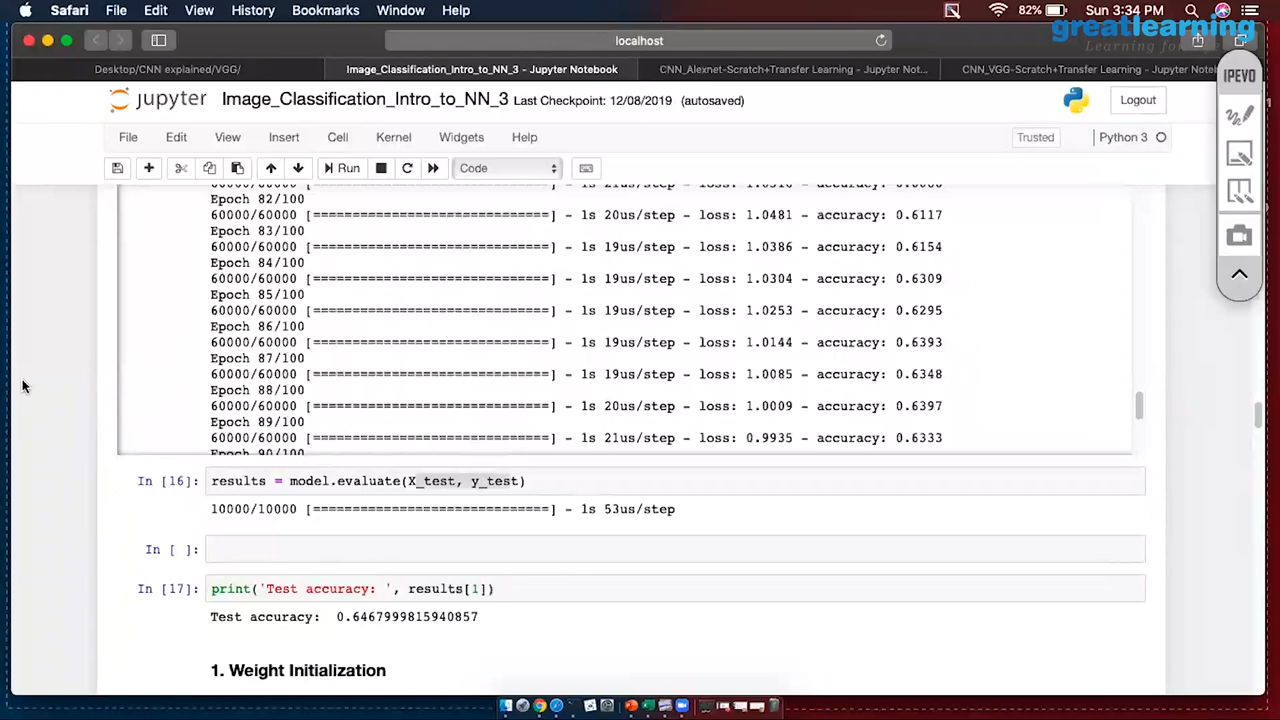 Safari File Edit View History Bookmarks Window Help 82% Sun 3:34 PM
greatlearning
Learning for
localhost
Desktop/CNN explained/VGG/ Image_Classification_Intro_to_NN_3 - Jupyter Notebook CNN_Alexnet-Scratch+Transfer Learning - Jupyter Not... CNN_VGG-Scratch+Transfer Learning - Jupyter Noteb
IPEVO
jupyter Image_Classification_Intro_to_NN_3 Last Checkpoint: 12/08/2019 (autosaved) Logout
File Edit View Insert Cell Kernel Widgets Help Trusted Python 3
Run Code
Epoch 82/100
60000/60000 [==============================] - 1s 20us/step - loss: 1.0481 - accuracy: 0.6117
Epoch 83/100
60000/60000 [==============================] - 1s 19us/step - loss: 1.0386 - accuracy: 0.6154
Epoch 84/100
60000/60000 [==============================] - 1s 19us/step - loss: 1.0304 - accuracy: 0.6309
Epoch 85/100
60000/60000 [==============================] - 1s 19us/step - loss: 1.0253 - accuracy: 0.6295
Epoch 86/100
60000/60000 [==============================] - 1s 19us/step - loss: 1.0144 - accuracy: 0.6393
Epoch 87/100
60000/60000 [==============================] - 1s 19us/step - loss: 1.0085 - accuracy: 0.6348
Epoch 88/100
60000/60000 [==============================] - 1s 20us/step - loss: 1.0009 - accuracy: 0.6397
Epoch 89/100
60000/60000 [==============================] - 1s 21us/step - loss: 0.9935 - accuracy: 0.6333
Epoch 90/100
In [16]: results = model.evaluate(X_test, y_test)
10000/10000 [==============================] - 1s 53us/step
In [ ]:
In [17]: print('Test accuracy: ', results[1])
Test accuracy:  0.6467999815940857
1. Weight Initialization